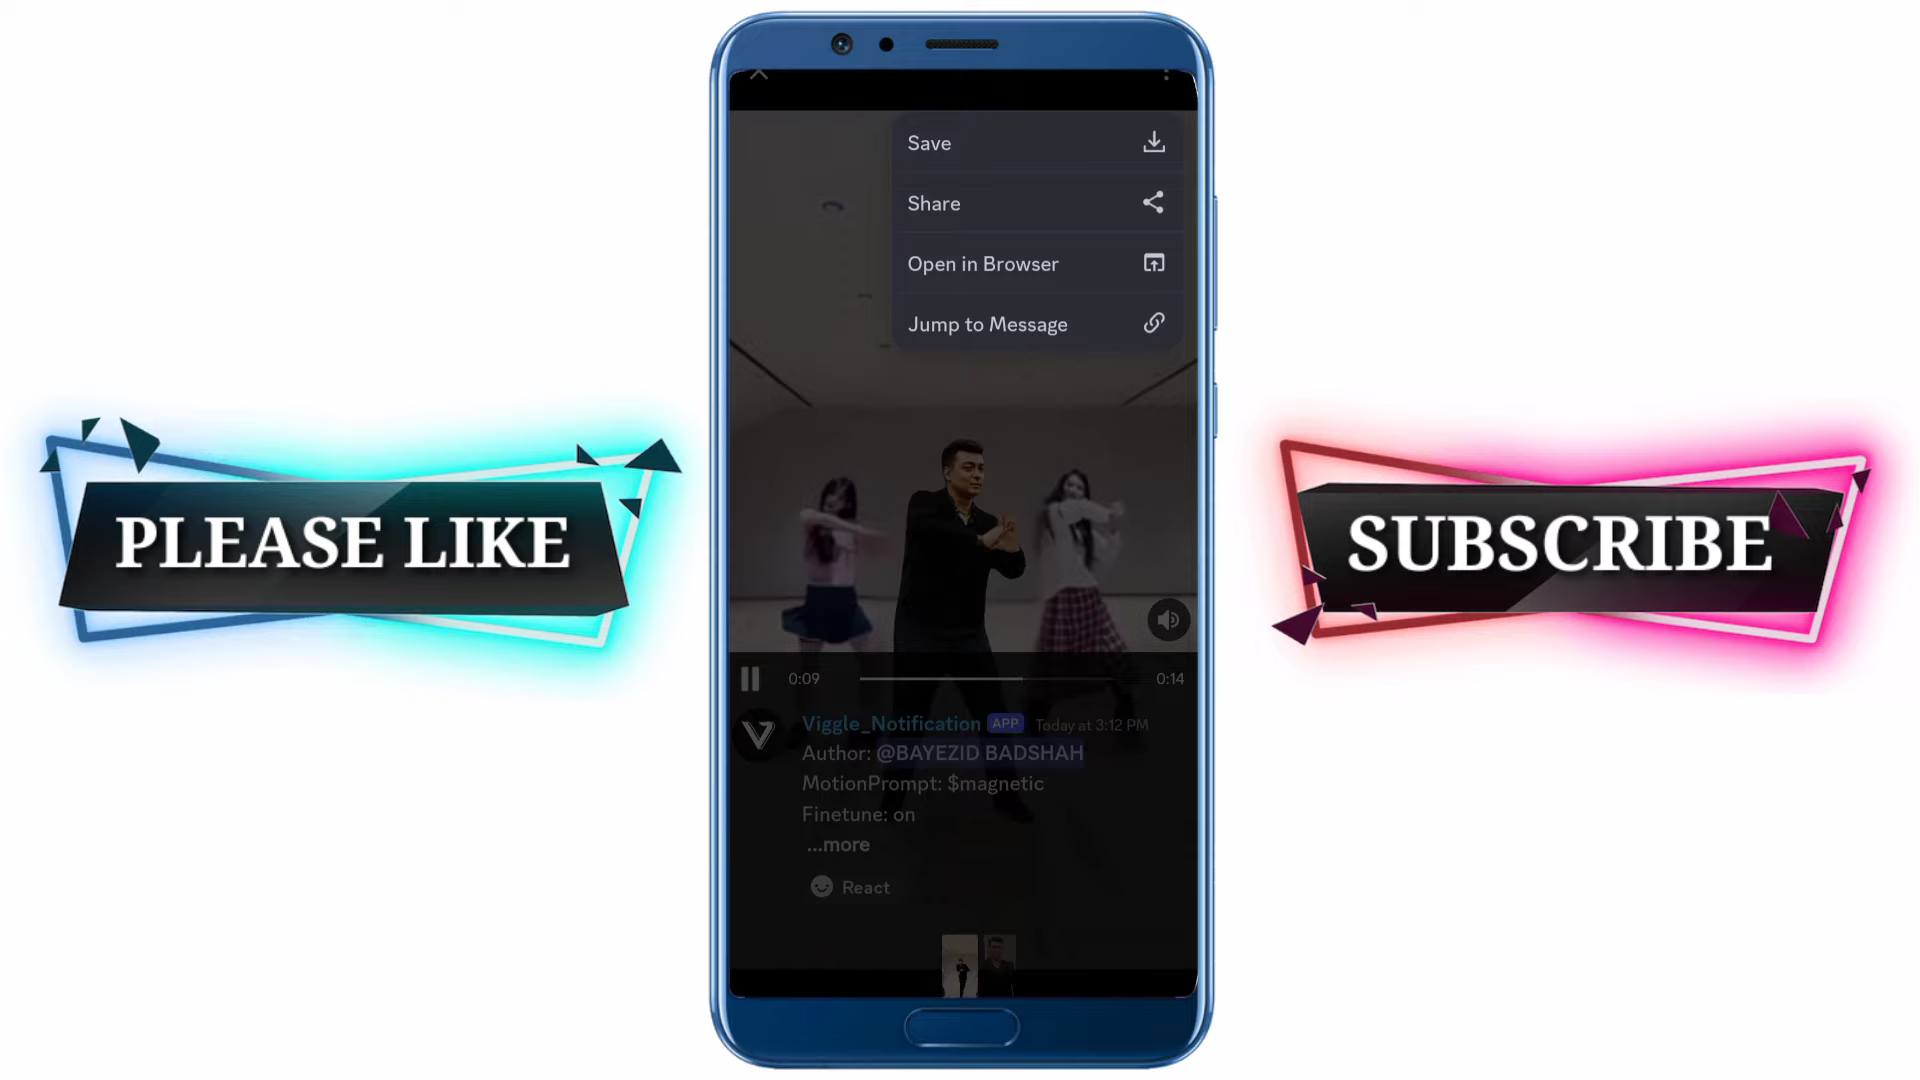 Save
Share
Open in Browser
Jump to Message
PLEASE LIKE
SUBSCRIBE
0:09
0:14
Viggle_Notification APP Today at 3:12 PM
Author: @BAYEZID BADSHAH
MotionPrompt: $magnetic
Finetune: on
...more
React